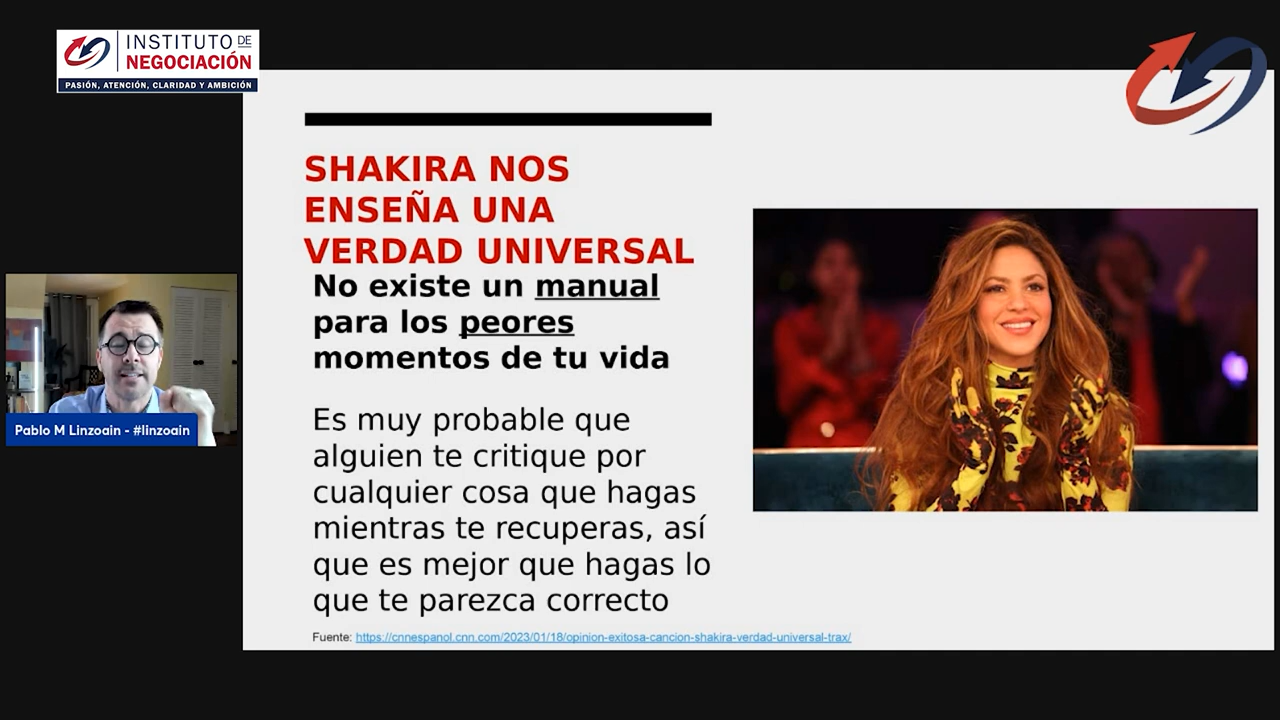 INSTITUTO DE
NEGOCIACIÓN
PASIÓN, ATENCIÓN, CLARIDAD Y AMBICIÓN
SHAKIRA NOS
ENSEÑA UNA
VERDAD UNIVERSAL
No existe un manual
para los peores
momentos de tu vida
Es muy probable que
alguien te critique por
cualquier cosa que hagas
mientras te recuperas, así
que es mejor que hagas lo
que te parezca correcto
Fuente: https://cnnespanol.cnn.com/2023/01/18/opinion-exitosa-cancion-shakira-verdad-universal-trax/
Pablo M Linzoain - #linzoain